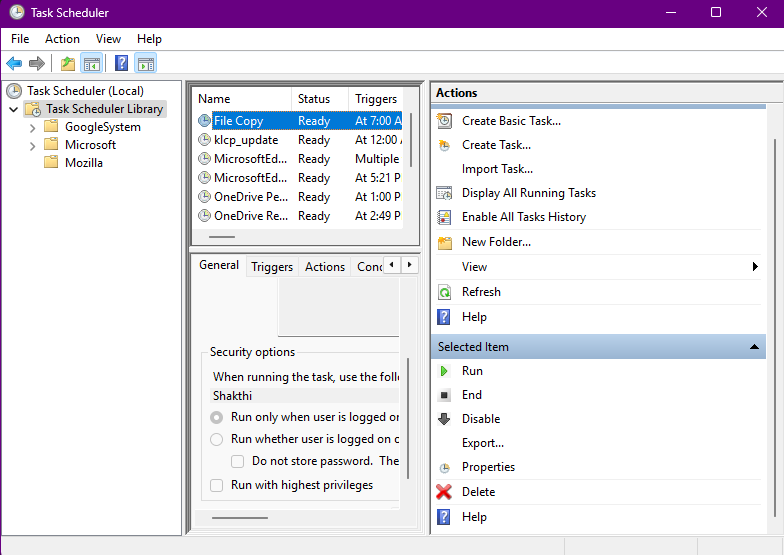 Task Scheduler
File Action View Help
Task Scheduler (Local)
Task Scheduler Library
GoogleSystem
Microsoft
Mozilla
Name Status Triggers
File Copy Ready At 7:00 A
klcp_update Ready At 12:00 A
MicrosoftEd... Ready Multiple
MicrosoftEd... Ready At 5:21 P
OneDrive Pe... Ready At 1:00 P
OneDrive Re... Ready At 2:49 P
General Triggers Actions Conc
Security options
When running the task, use the follo
Shakthi
Run only when user is logged on
Run whether user is logged on o
Do not store password. The
Run with highest privileges
Actions
Create Basic Task...
Create Task...
Import Task...
Display All Running Tasks
Enable All Tasks History
New Folder...
View
Refresh
Help
Selected Item
Run
End
Disable
Export...
Properties
Delete
Help